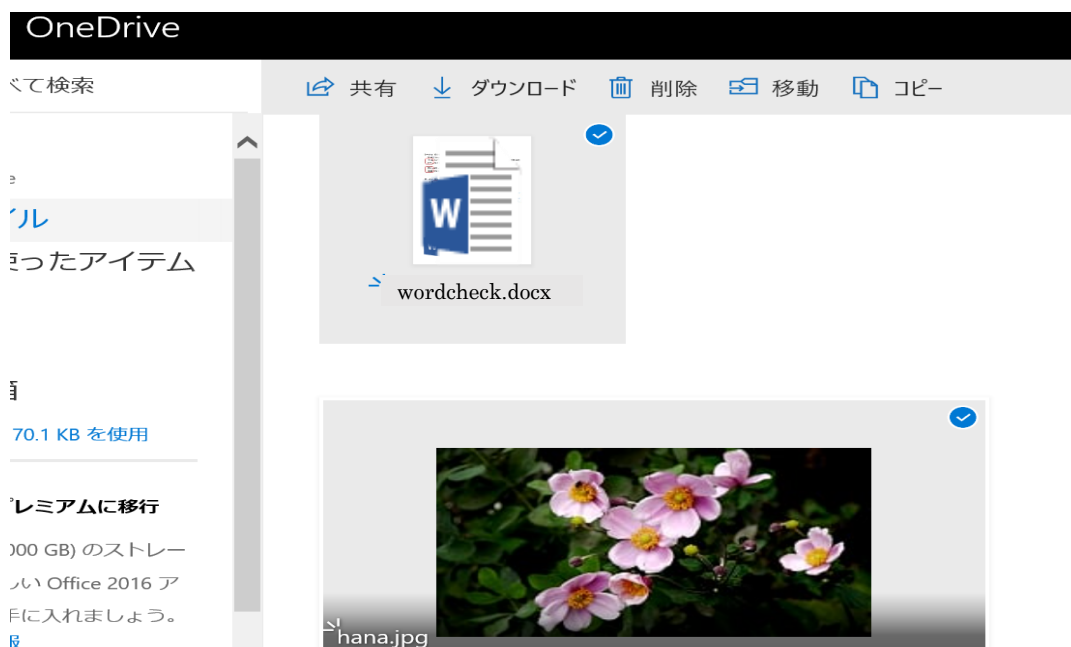 OneDrive
べて検索
共有 ダウンロード 削除 移動 コピー
イル
使ったアイテム
W
wordcheck.docx
70.1 KB を使用
プレミアムに移行
000 GB) のストレー
しい Office 2016 ア
手に入れましょう。
報
hana.jpg